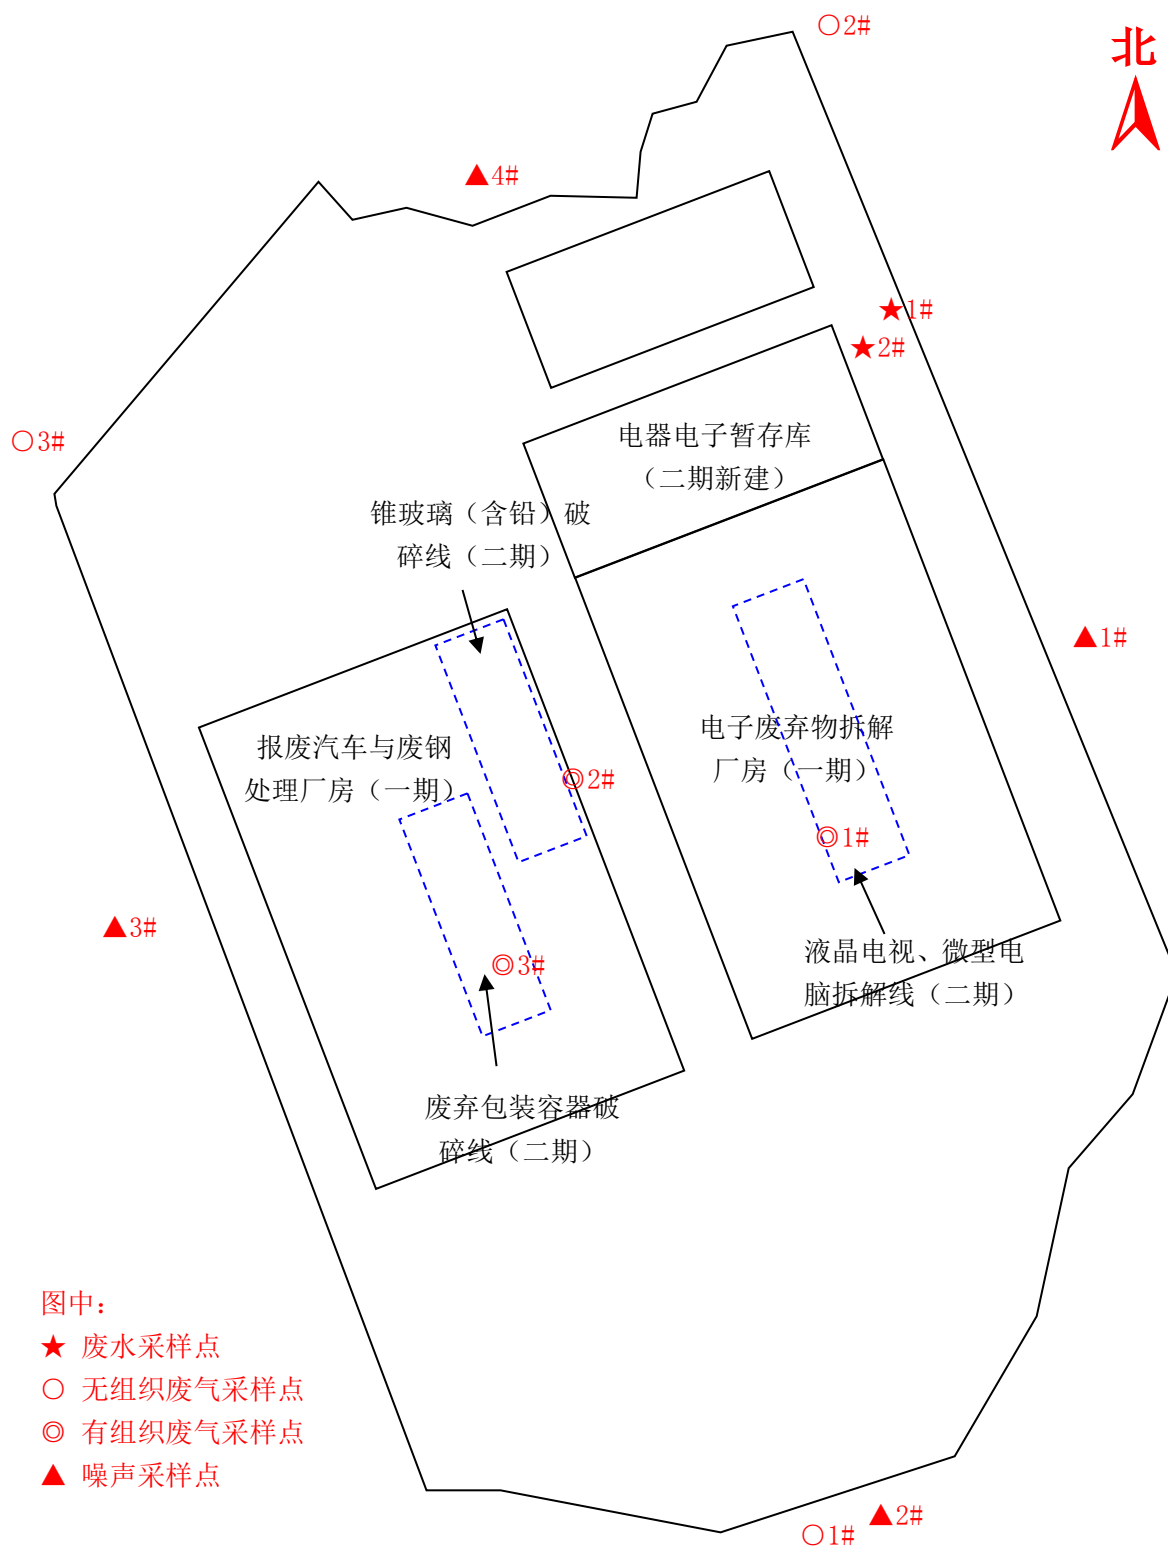 ○2#
北
▲4#
★1#
★2#
○3#
电器电子暂存库
（二期新建）
锥玻璃（含铅）破
碎线（二期）
▲1#
报废汽车与废钢
处理厂房（一期）
电子废弃物拆解
厂房（一期）
◎2#
◎1#
▲3#
◎3#
液晶电视、微型电
脑拆解线（二期）
废弃包装容器破
碎线（二期）
图中：
★ 废水采样点
○ 无组织废气采样点
◎ 有组织废气采样点
▲ 噪声采样点
▲2#
○1#